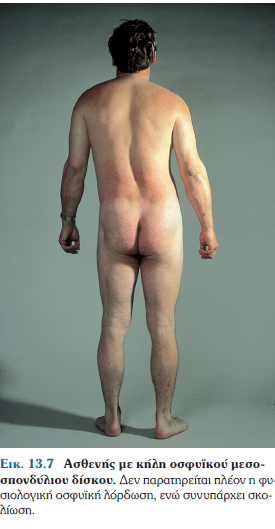 Εικ. 13.7 Ασθενής με κήλη οσφυϊκού μεσο-
σπονδύλιου δίσκου. Δεν παρατηρείται πλέον η φυ-
σιολογική οσφυϊκή λόρδωση, ενώ συνυπάρχει σκο-
λίωση.